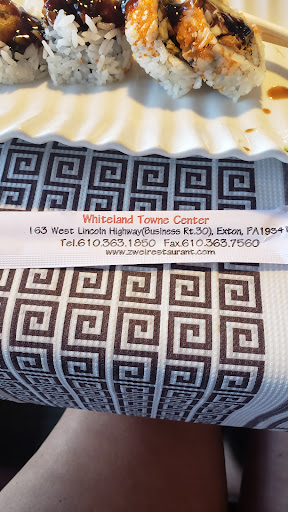 Whiteland Towne Center
163 West Lincoln Highway(Business Rt.30), Exton, PA1934
Tel.610.363.1850 Fax.610.363.7560
www.zweirestaurant.com